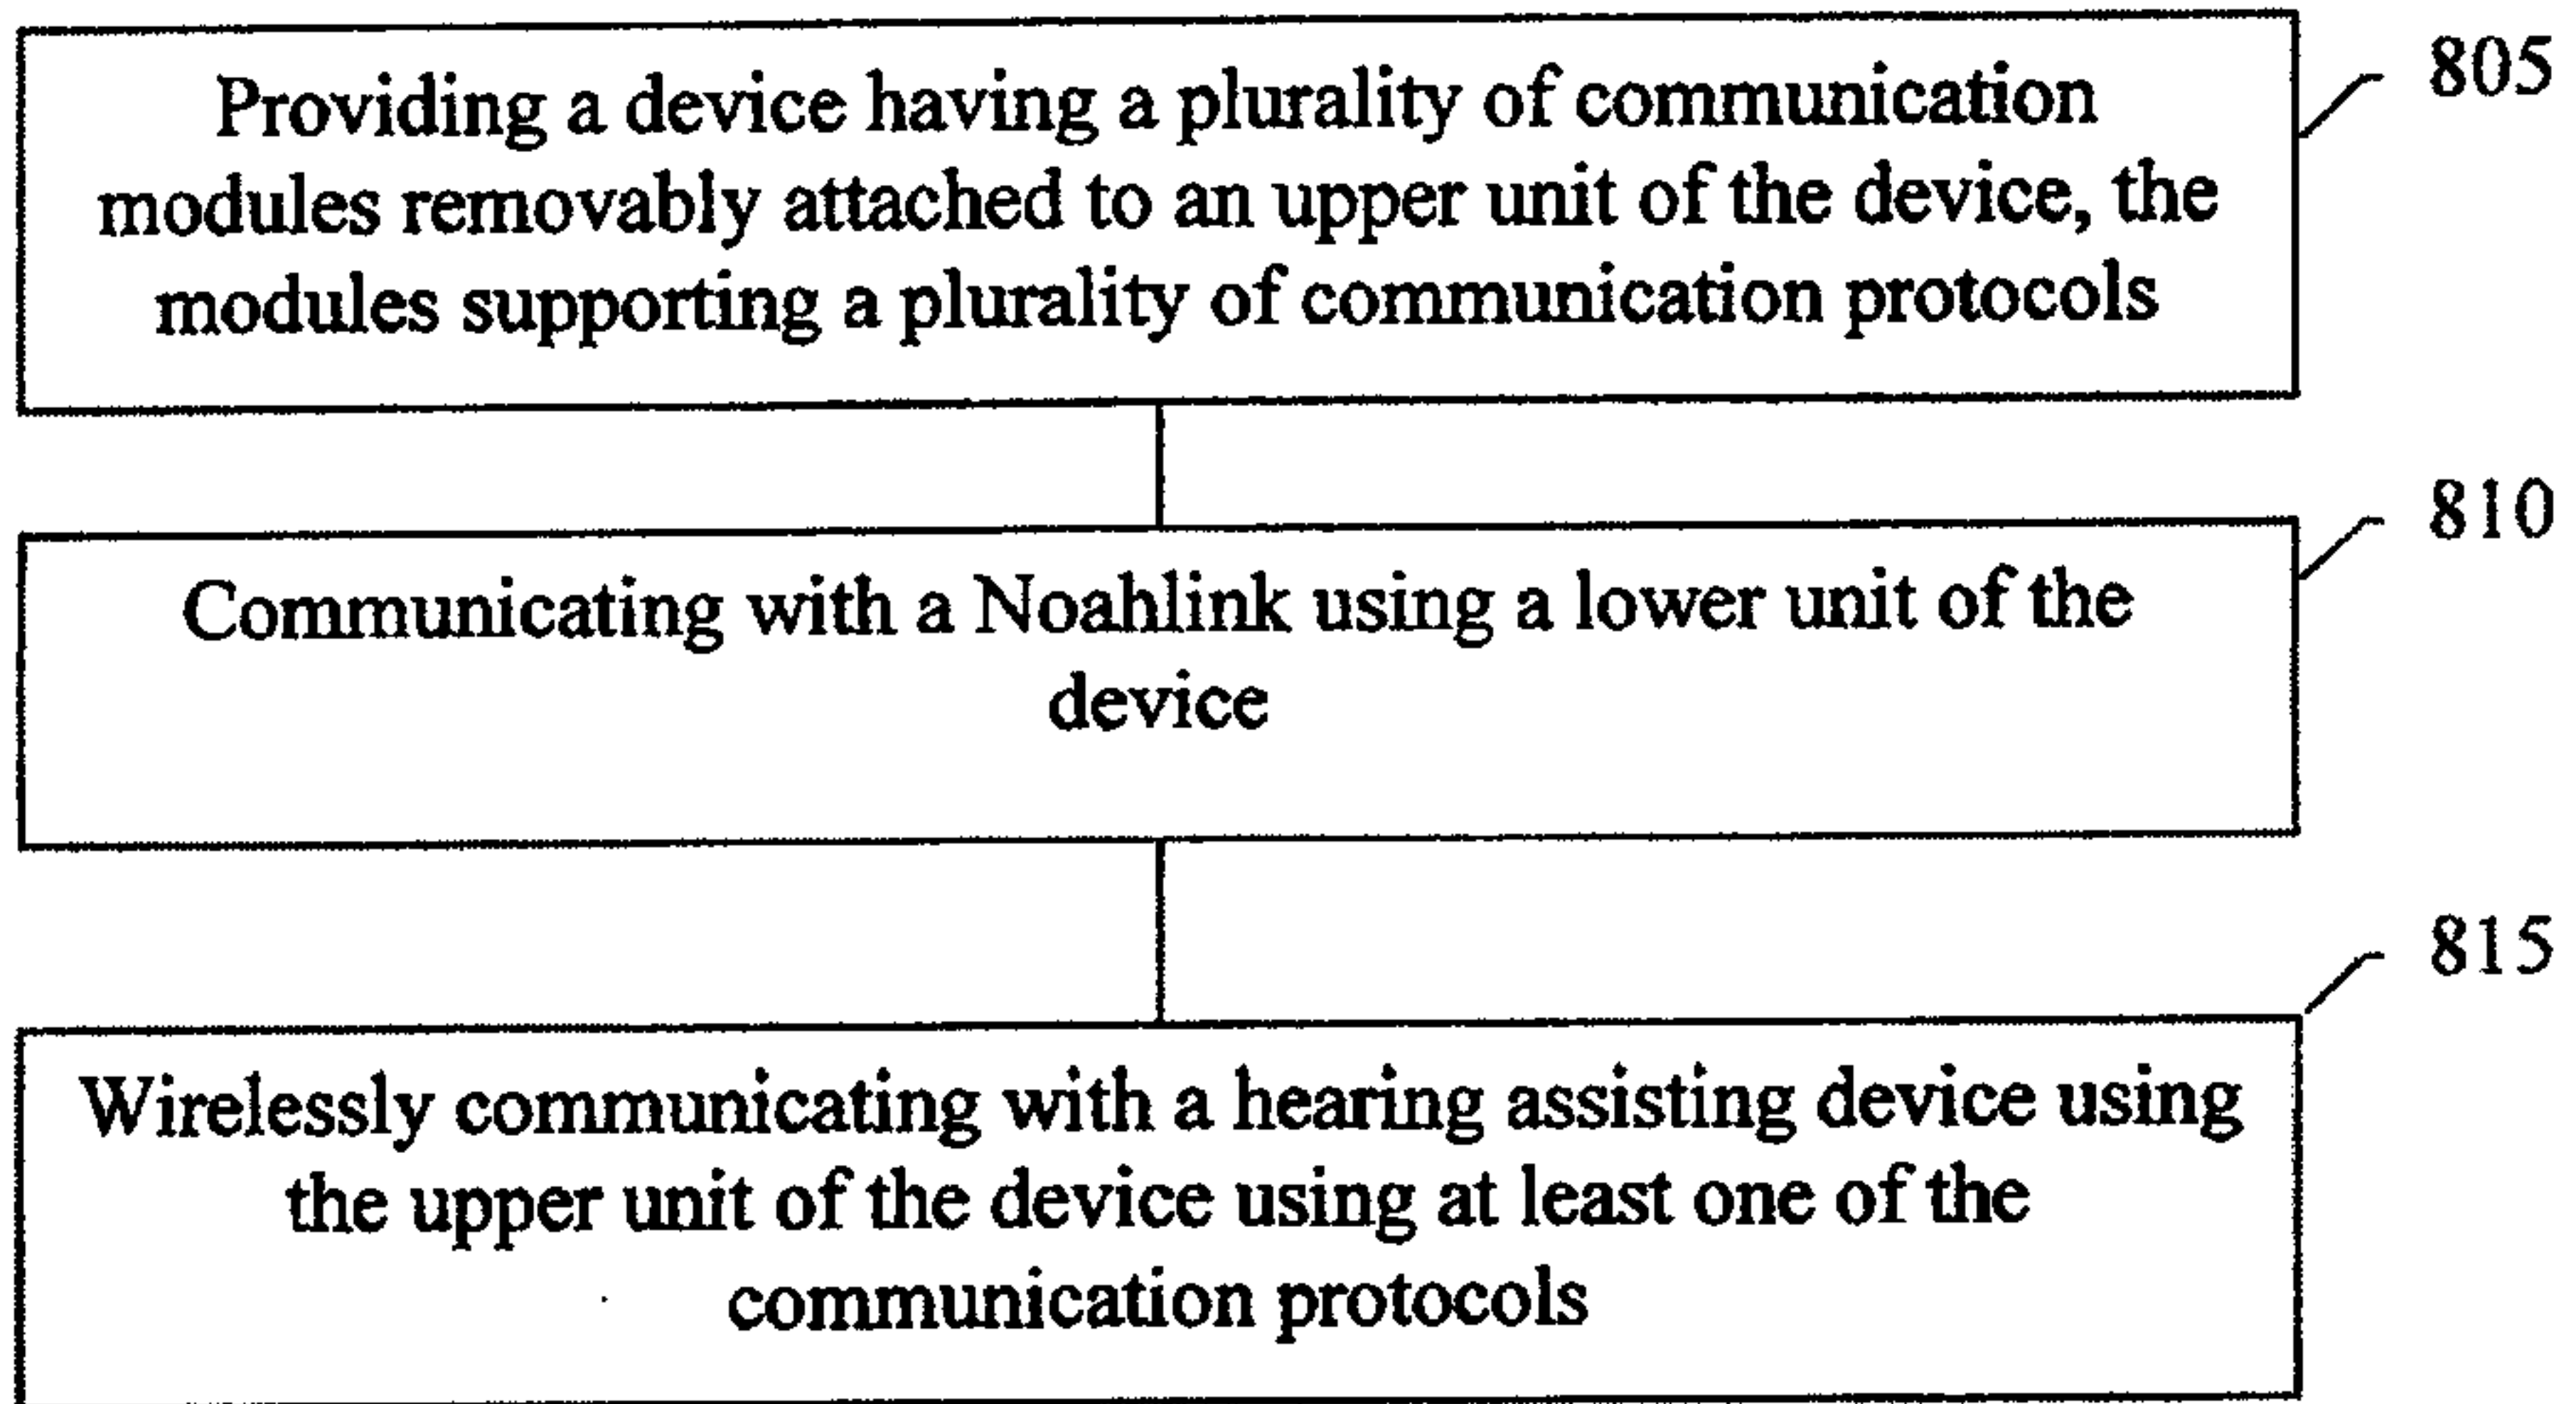 Providing a device having a plurality of communication
805
modules removably attached to an upper unit of the device, the
modules supporting a plurality of communication protocols
810
Communicating with a Noahlink using a lower unit of the
device
815
Wirelessly communicating with a hearing assisting device using
the upper unit of the device using at least one of the
communication protocols